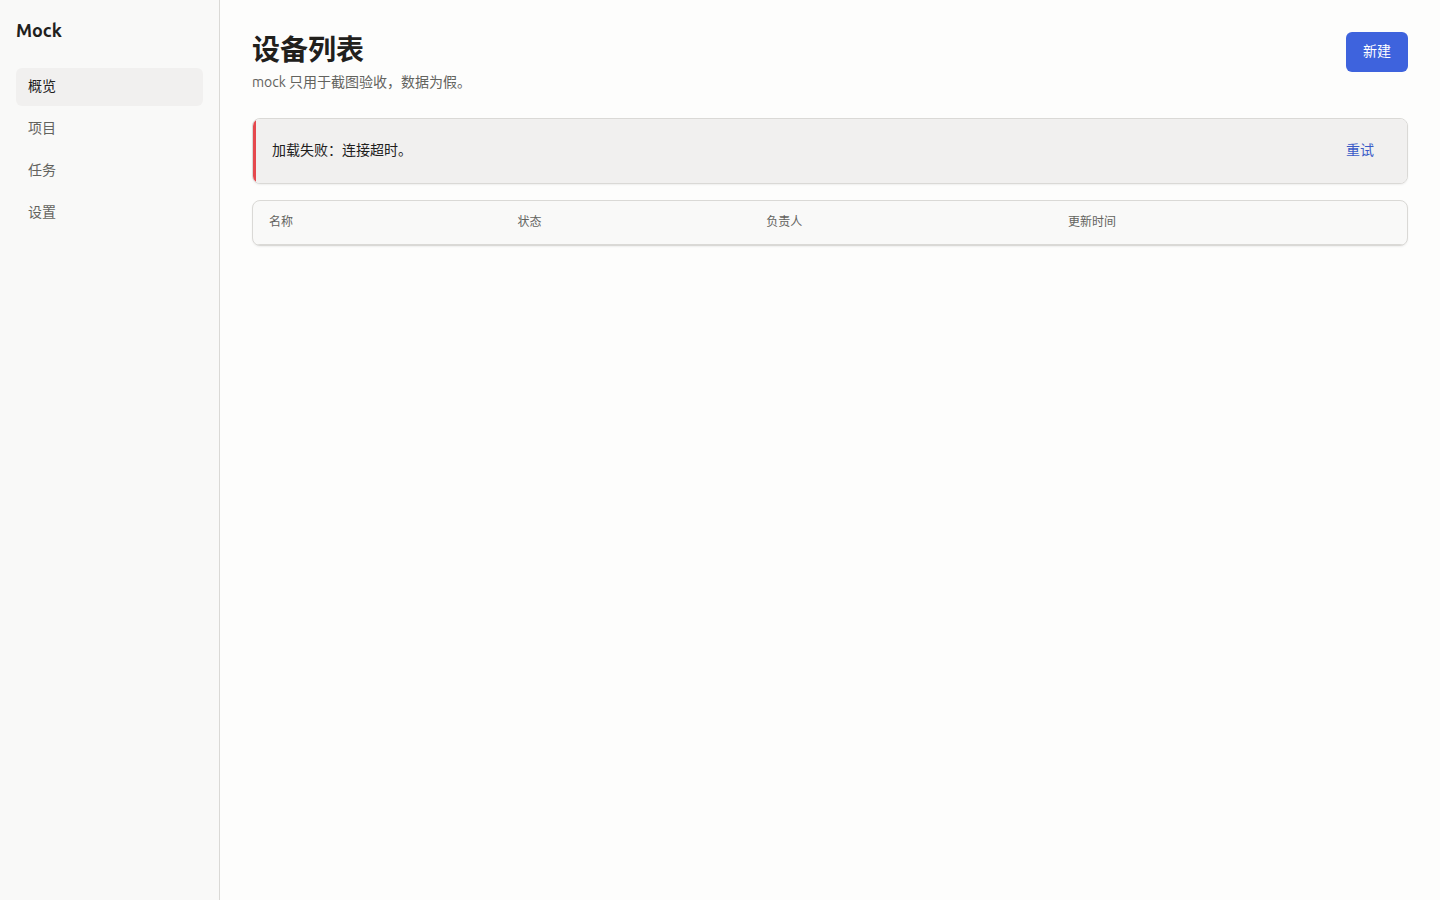 Mock
概览
项目
任务
设置
设备列表
mock 只用于截图验收，数据为假。
新建
加载失败：连接超时。
重试
名称 状态 负责人 更新时间